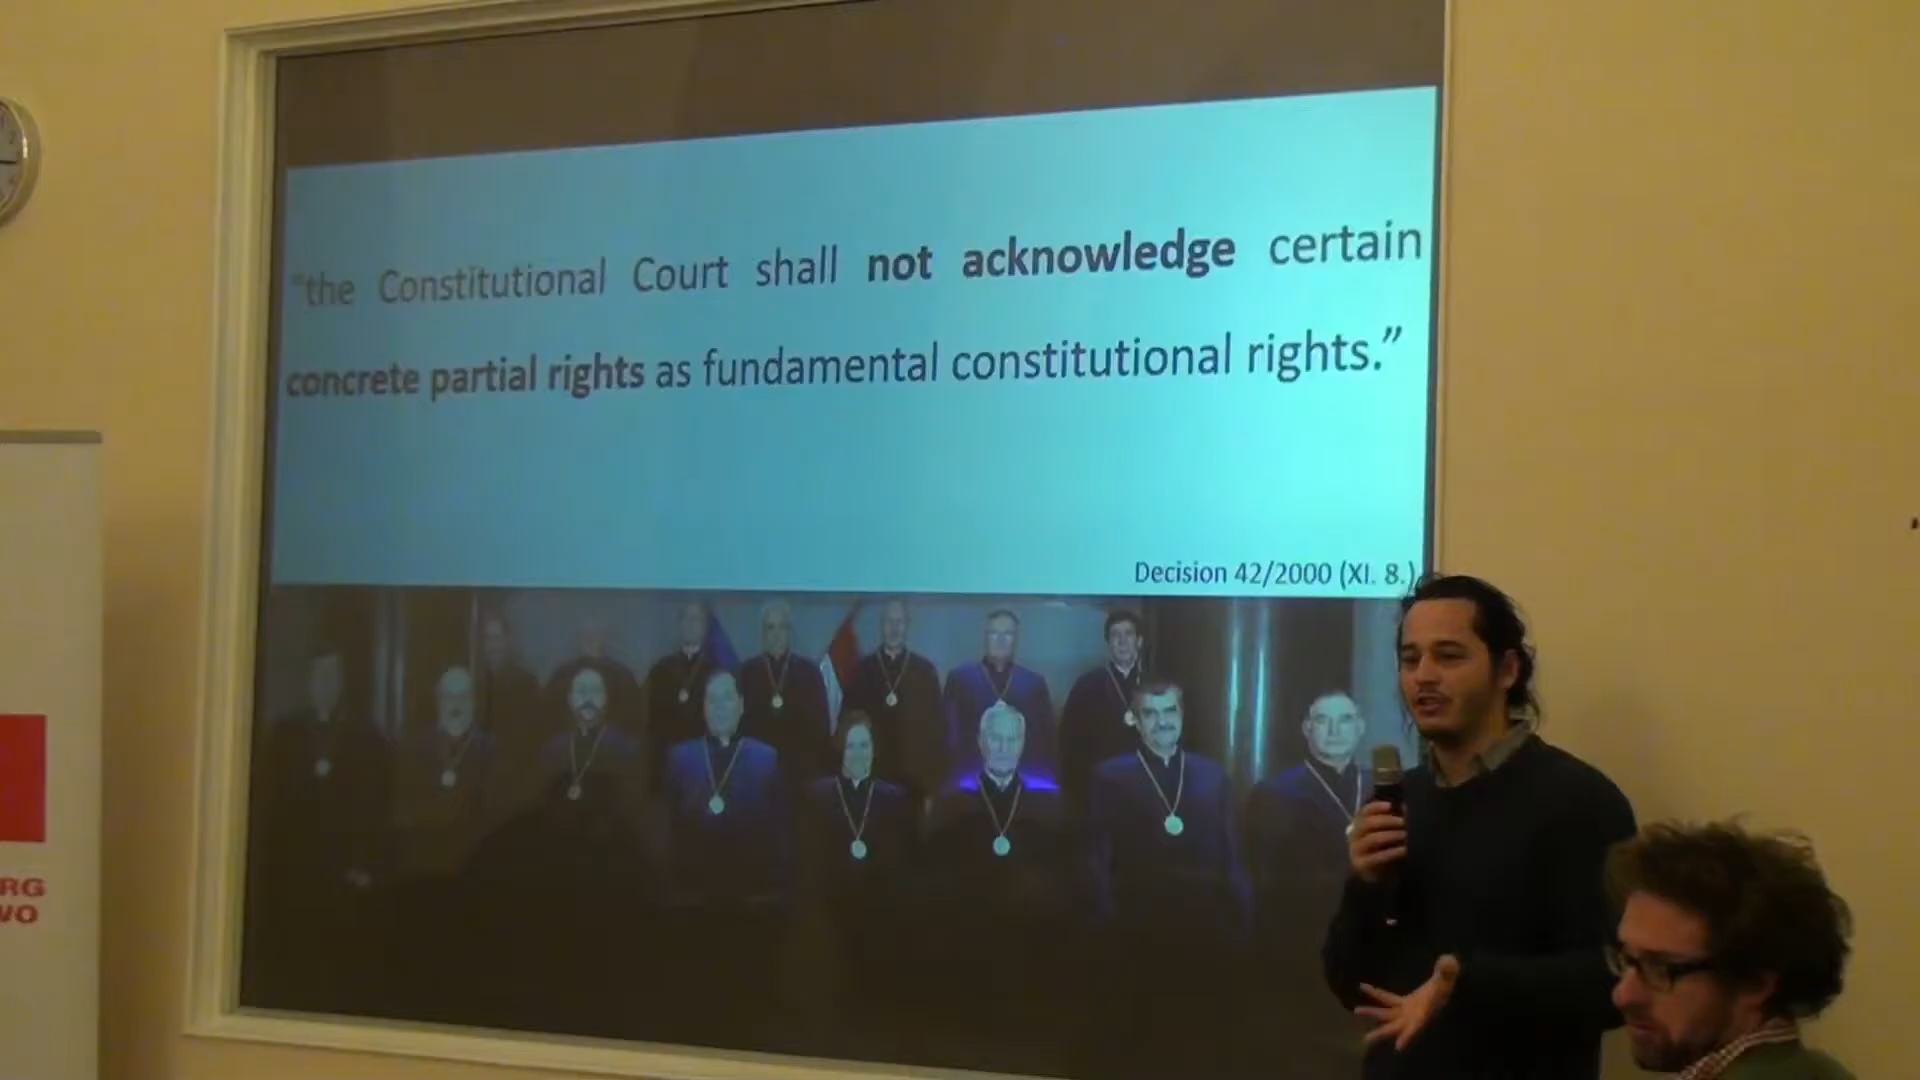 "the Constitutional Court shall not acknowledge certain
concrete partial rights as fundamental constitutional rights."
Decision 42/2000 (XI. 8.)
RG